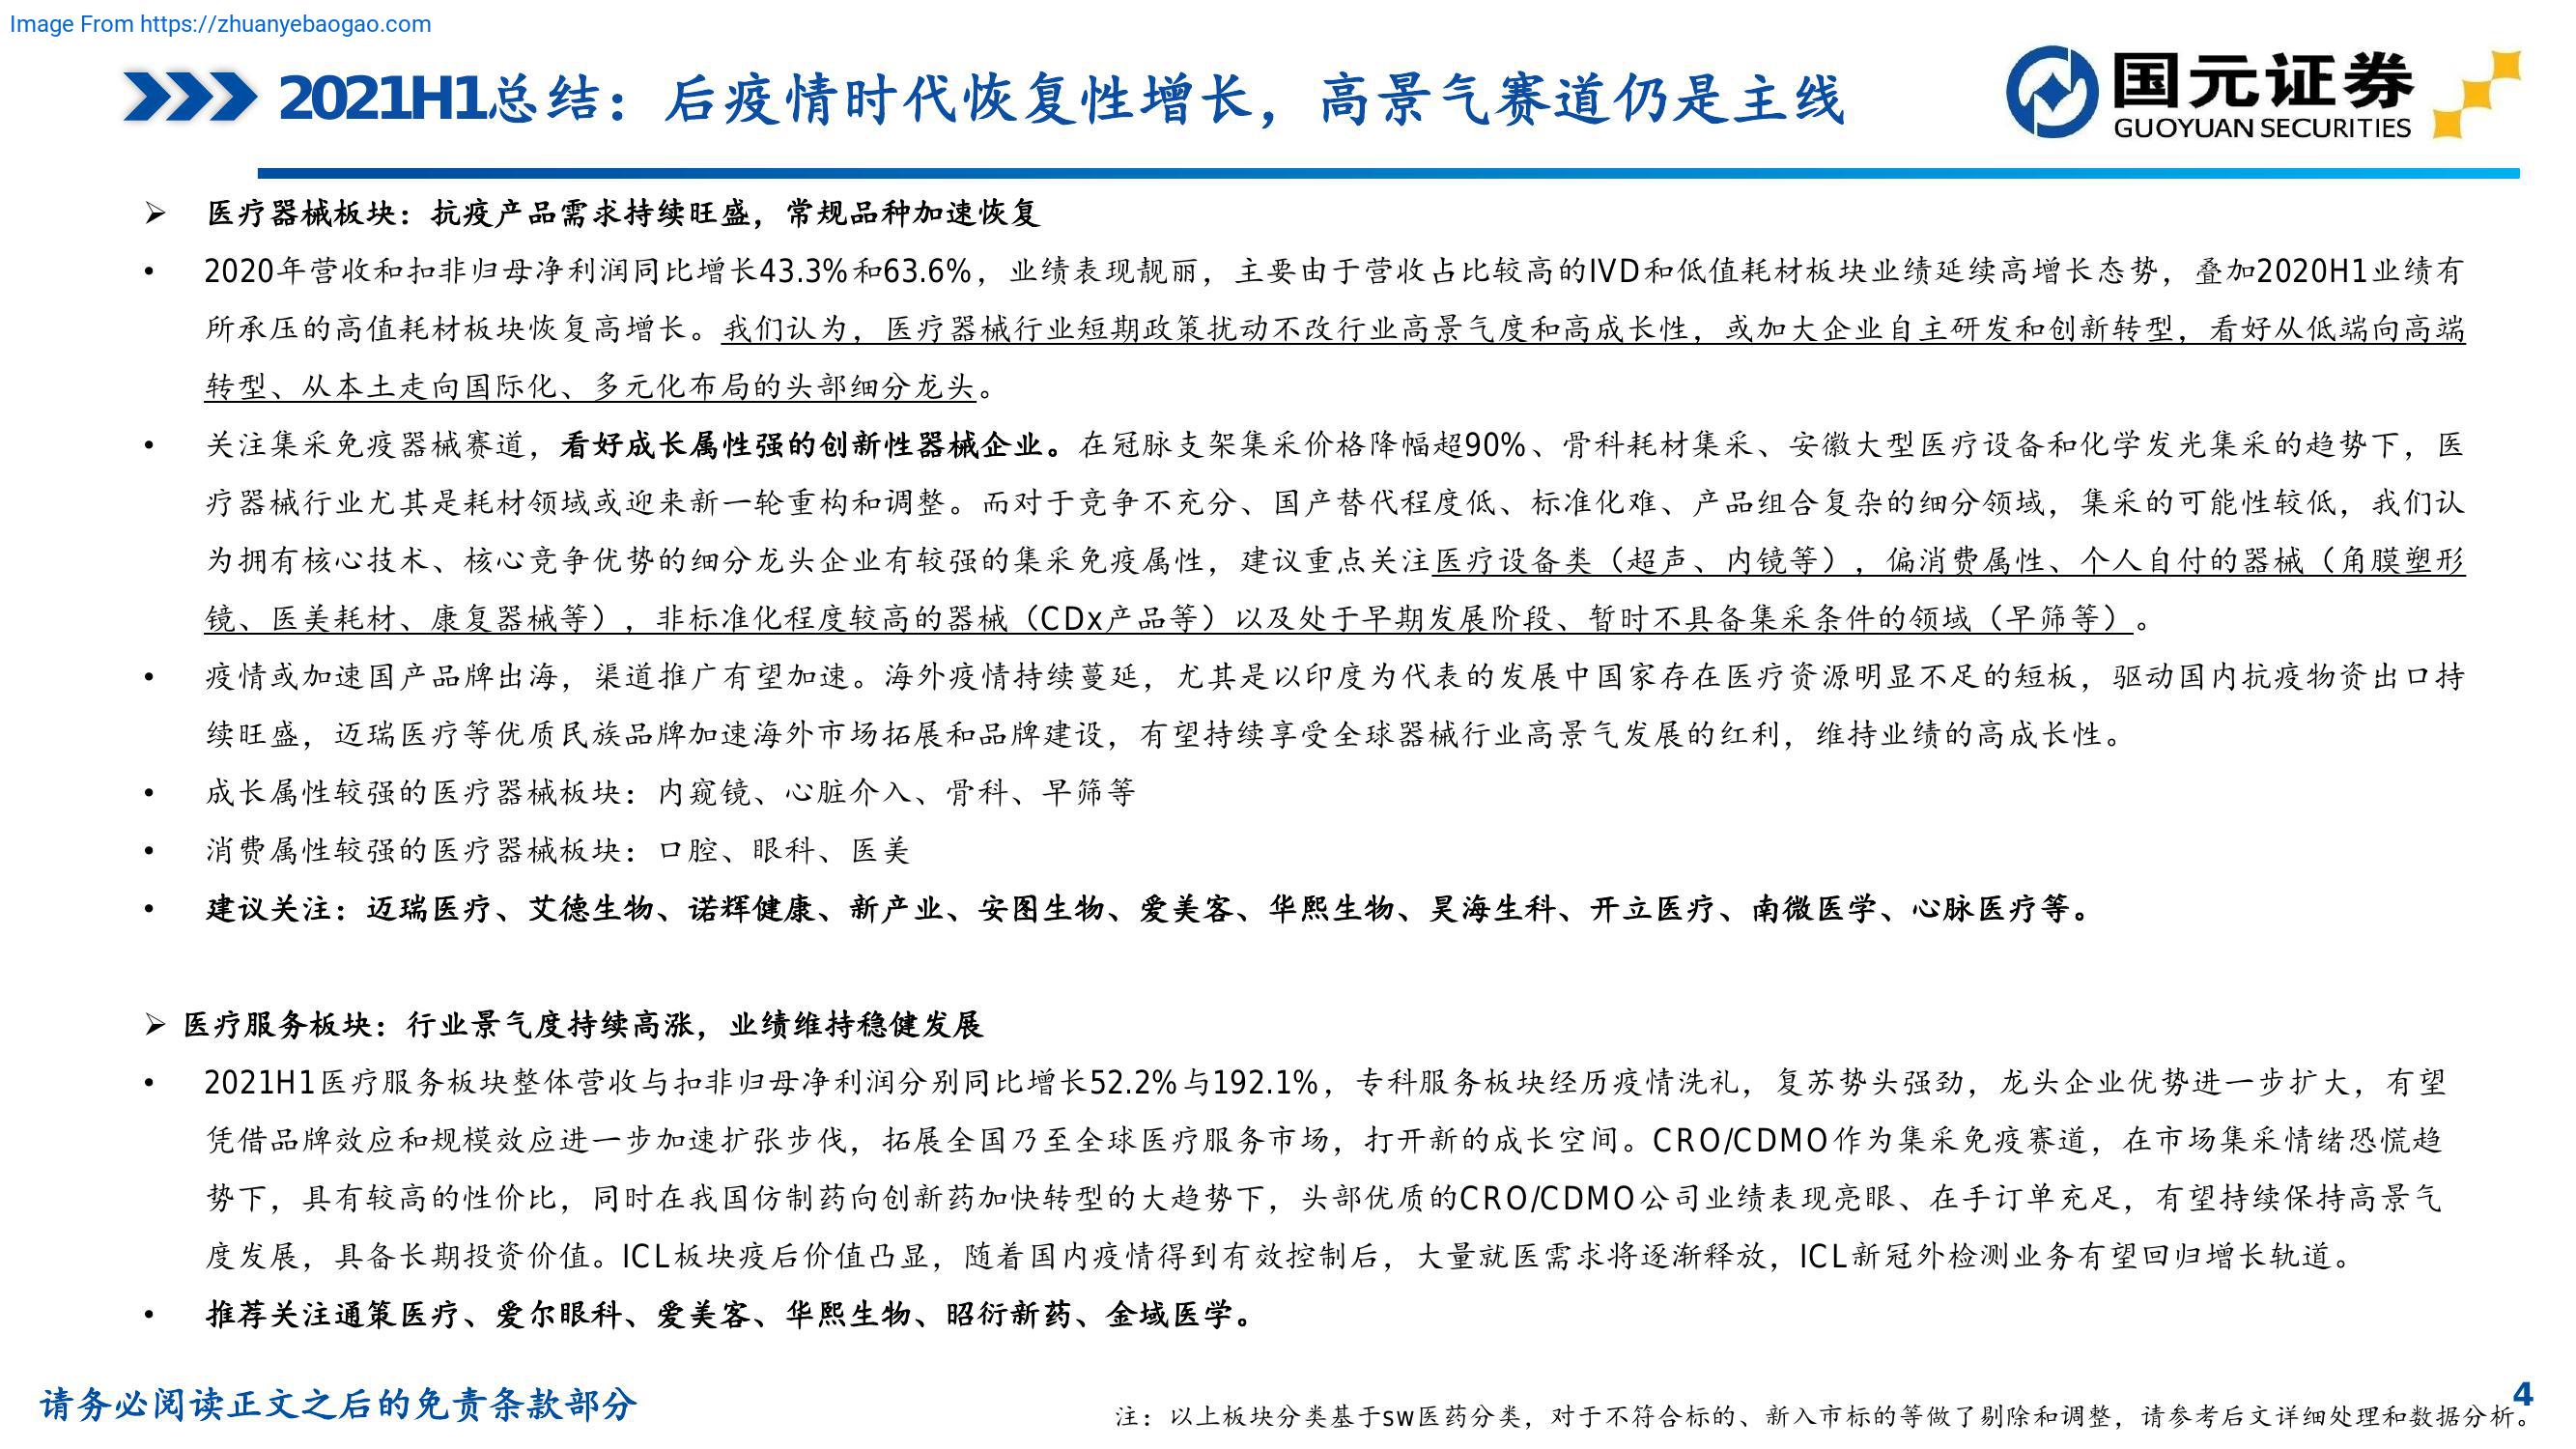 Image From https://zhuanyebaogao.com
2021H1总结：后疫情时代恢复性增长，高景气赛道仍是主线
国元证券
GUOYUAN SECURITIES
➢ 医疗器械板块：抗疫产品需求持续旺盛，常规品种加速恢复
• 2020年营收和扣非归母净利润同比增长43.3%和63.6%，业绩表现靓丽，主要由于营收占比较高的IVD和低值耗材板块业绩延续高增长态势，叠加2020H1业绩有
所承压的高值耗材板块恢复高增长。我们认为，医疗器械行业短期政策扰动不改行业高景气度和高成长性，或加大企业自主研发和创新转型，看好从低端向高端
转型、从本土走向国际化、多元化布局的头部细分龙头。
• 关注集采免疫器械赛道，看好成长属性强的创新性器械企业。在冠脉支架集采价格降幅超90%、骨科耗材集采、安徽大型医疗设备和化学发光集采的趋势下，医
疗器械行业尤其是耗材领域或迎来新一轮重构和调整。而对于竞争不充分、国产替代程度低、标准化难、产品组合复杂的细分领域，集采的可能性较低，我们认
为拥有核心技术、核心竞争优势的细分龙头企业有较强的集采免疫属性，建议重点关注医疗设备类（超声、内镜等），偏消费属性、个人自付的器械（角膜塑形
镜、医美耗材、康复器械等），非标准化程度较高的器械（CDx产品等）以及处于早期发展阶段、暂时不具备集采条件的领域（早筛等）。
• 疫情或加速国产品牌出海，渠道推广有望加速。海外疫情持续蔓延，尤其是以印度为代表的发展中国家存在医疗资源明显不足的短板，驱动国内抗疫物资出口持
续旺盛，迈瑞医疗等优质民族品牌加速海外市场拓展和品牌建设，有望持续享受全球器械行业高景气发展的红利，维持业绩的高成长性。
• 成长属性较强的医疗器械板块：内窥镜、心脏介入、骨科、早筛等
• 消费属性较强的医疗器械板块：口腔、眼科、医美
• 建议关注：迈瑞医疗、艾德生物、诺辉健康、新产业、安图生物、爱美客、华熙生物、昊海生科、开立医疗、南微医学、心脉医疗等。
➢ 医疗服务板块：行业景气度持续高涨，业绩维持稳健发展
• 2021H1医疗服务板块整体营收与扣非归母净利润分别同比增长52.2%与192.1%，专科服务板块经历疫情洗礼，复苏势头强劲，龙头企业优势进一步扩大，有望
凭借品牌效应和规模效应进一步加速扩张步伐，拓展全国乃至全球医疗服务市场，打开新的成长空间。CRO/CDMO作为集采免疫赛道，在市场集采情绪恐慌趋
势下，具有较高的性价比，同时在我国仿制药向创新药加快转型的大趋势下，头部优质的CRO/CDMO公司业绩表现亮眼、在手订单充足，有望持续保持高景气
度发展，具备长期投资价值。ICL板块疫后价值凸显，随着国内疫情得到有效控制后，大量就医需求将逐渐释放，ICL新冠外检测业务有望回归增长轨道。
• 推荐关注通策医疗、爱尔眼科、爱美客、华熙生物、昭衍新药、金域医学。
请务必阅读正文之后的免责条款部分
4
注：以上板块分类基于sw医药分类，对于不符合标的、新入市标的等做了剔除和调整，请参考后文详细处理和数据分析。